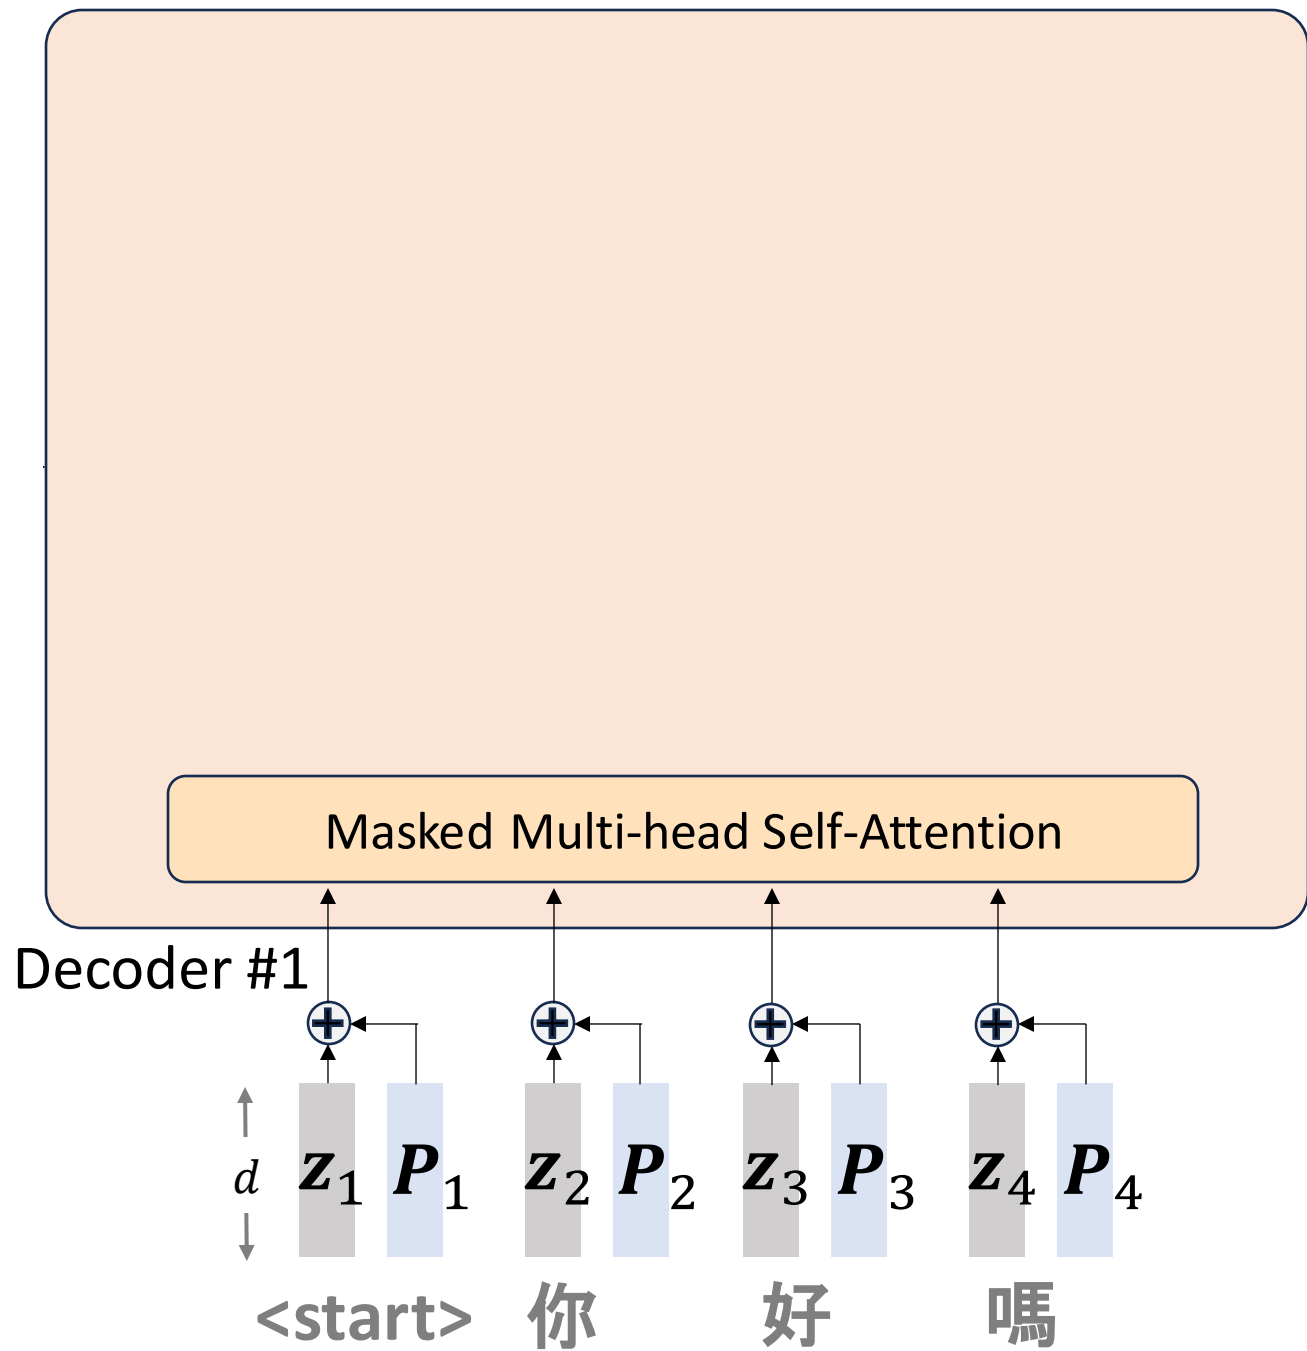 Masked Multi-head Self-Attention
Decoder #1
d z₁ P₁ z₂ P₂ z₃ P₃ z₄ P₄
<start> 你 好 嗎